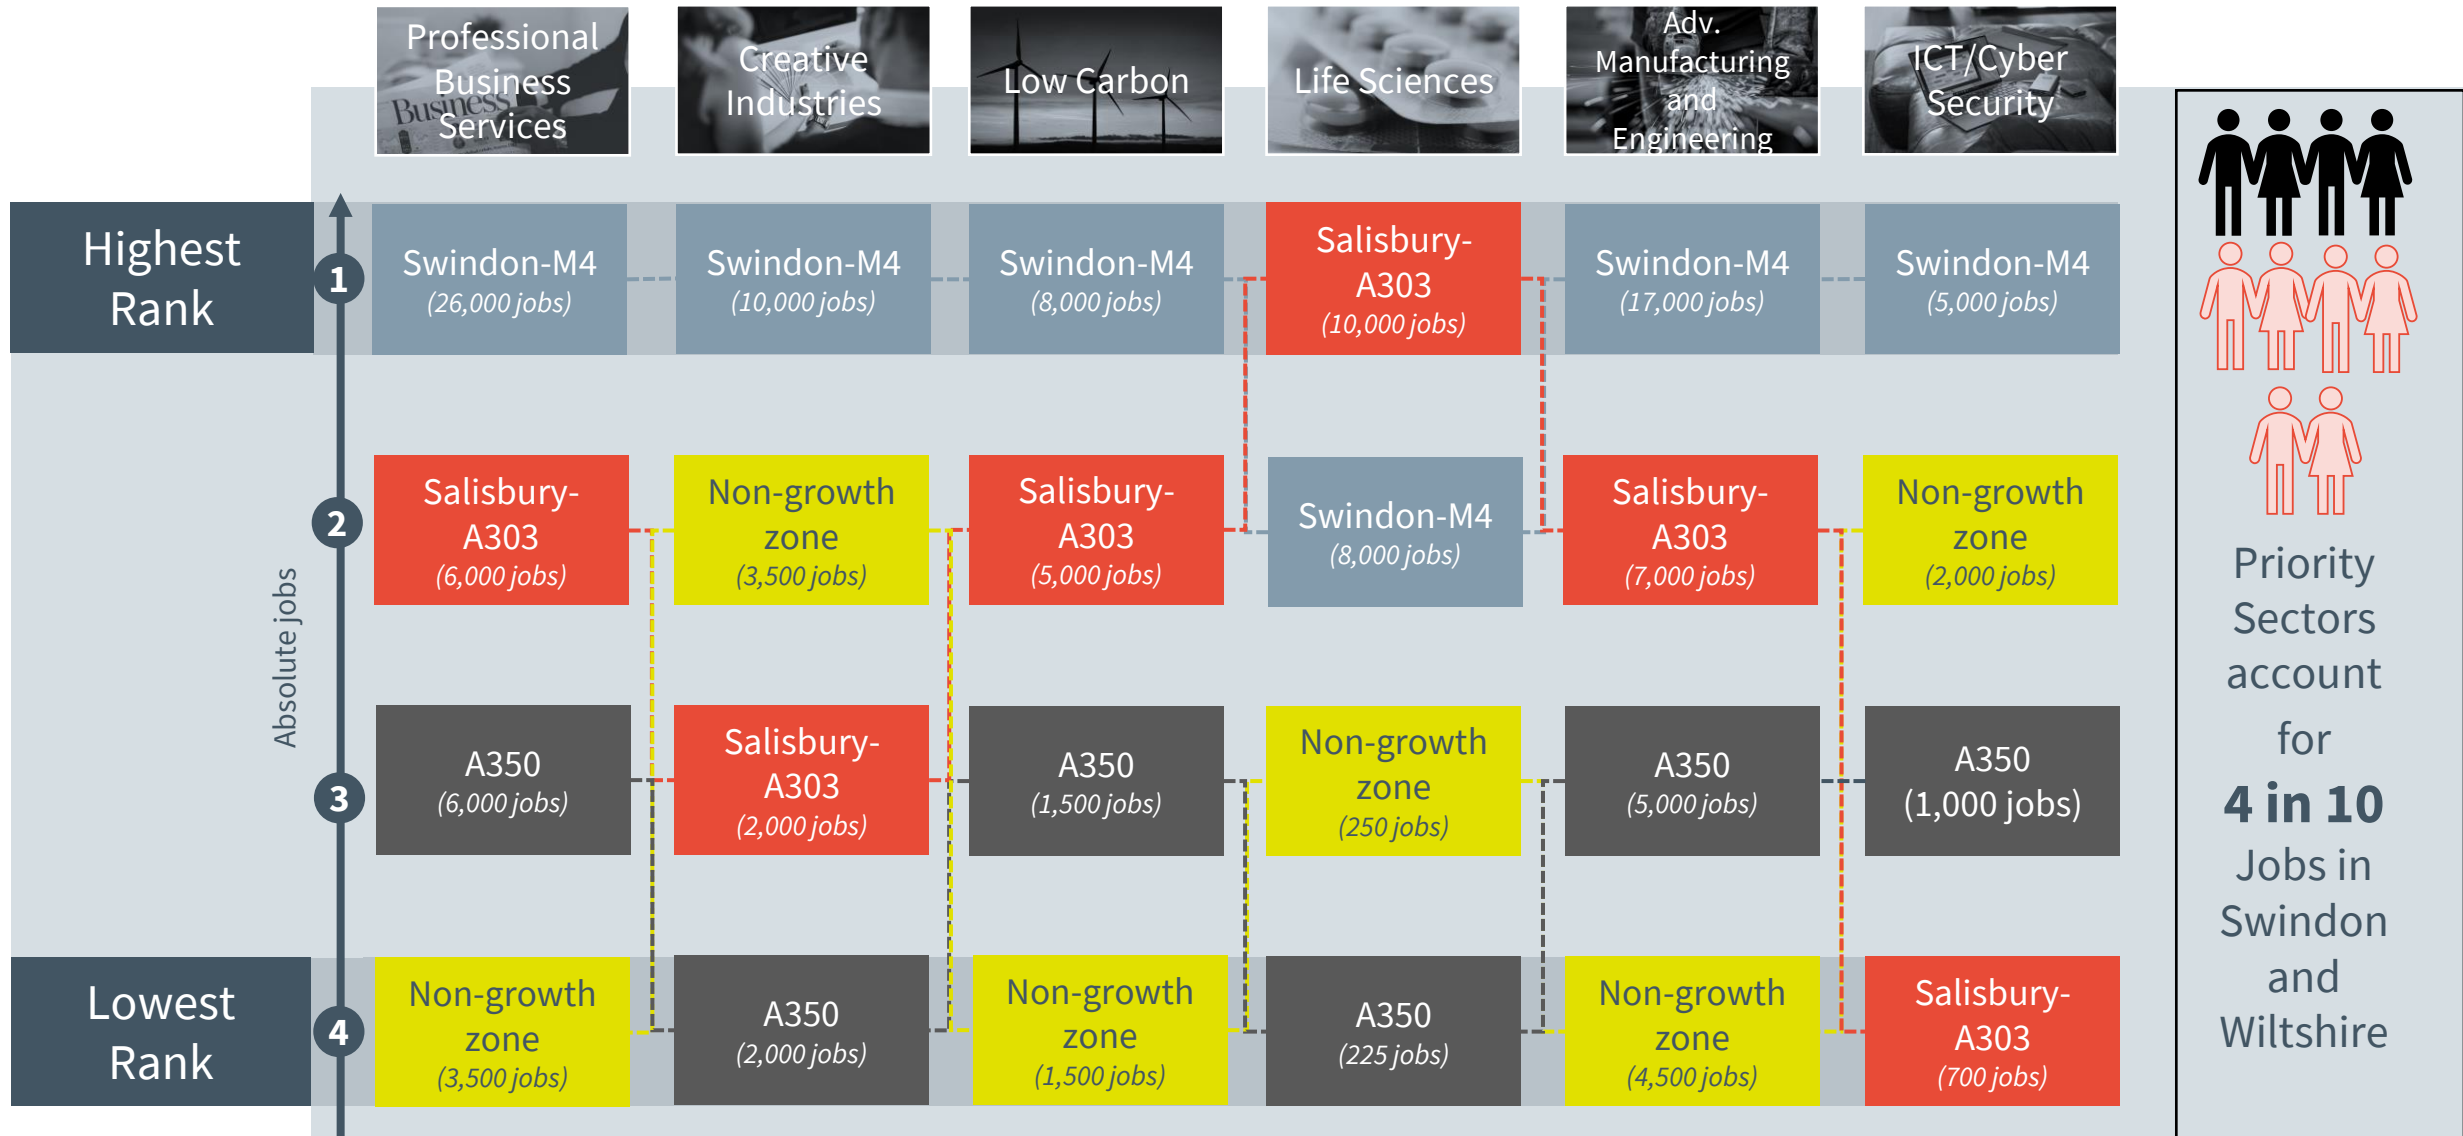 Professional
Business
Services
Business
Creative
Industries
Low Carbon
Life Sciences
Adv.
Manufacturing
and
Engineering
ICT/Cyber
Security
Highest
Rank
1
Swindon-M4
(26,000 jobs)
Swindon-M4
(10,000 jobs)
Swindon-M4
(8,000 jobs)
Salisbury-
A303
(10,000 jobs)
Swindon-M4
(17,000 jobs)
Swindon-M4
(5,000 jobs)
2
Salisbury-
A303
(6,000 jobs)
Non-growth
zone
(3,500 jobs)
Salisbury-
A303
(5,000 jobs)
Swindon-M4
(8,000 jobs)
Salisbury-
A303
(7,000 jobs)
Non-growth
zone
(2,000 jobs)
Absolute jobs
3
A350
(6,000 jobs)
Salisbury-
A303
(2,000 jobs)
A350
(1,500 jobs)
Non-growth
zone
(250 jobs)
A350
(5,000 jobs)
A350
(1,000 jobs)
Lowest
Rank
4
Non-growth
zone
(3,500 jobs)
A350
(2,000 jobs)
Non-growth
zone
(1,500 jobs)
A350
(225 jobs)
Non-growth
zone
(4,500 jobs)
Salisbury-
A303
(700 jobs)
Priority
Sectors
account
for
4 in 10
Jobs in
Swindon
and
Wiltshire